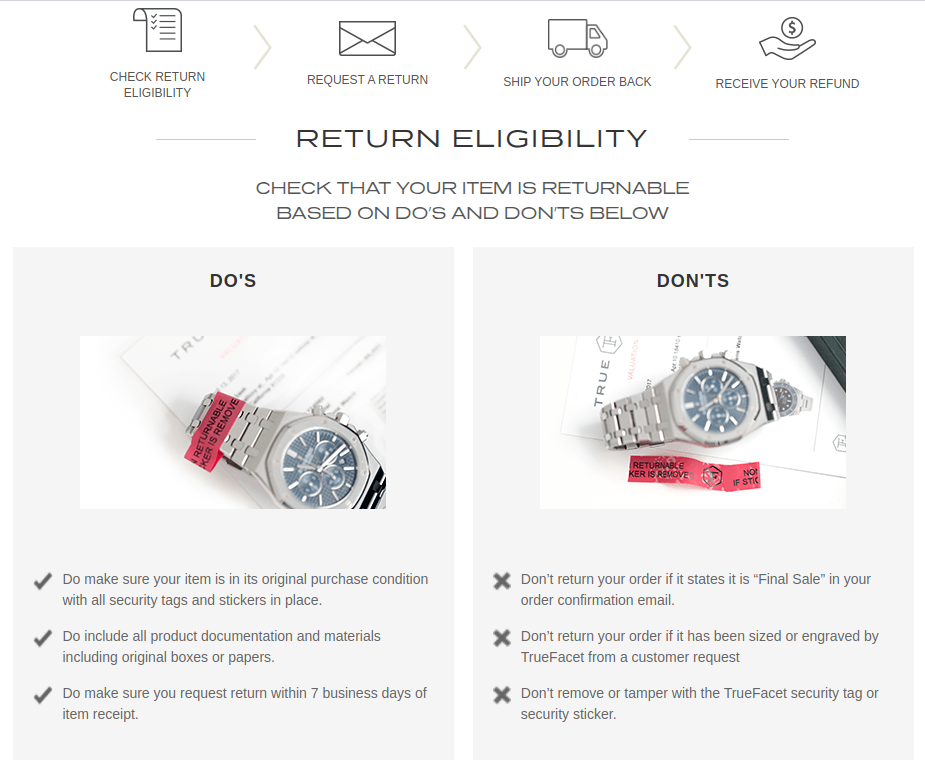 CHECK RETURN
ELIGIBILITY
REQUEST A RETURN
SHIP YOUR ORDER BACK
RECEIVE YOUR REFUND
RETURN ELIGIBILITY
CHECK THAT YOUR ITEM IS RETURNABLE
BASED ON DO'S AND DON'TS BELOW
DO'S
TRUE
RETURNABLE
KER IS REMOVE
Do make sure your item is in its original purchase condition
with all security tags and stickers in place.
Do include all product documentation and materials
including original boxes or papers.
Do make sure you request return within 7 business days of
item receipt.
DON'TS
TRUE
VALUATION
RETURNABLE
KER IS REMOVE
NO
IF STIC
Don’t return your order if it states it is “Final Sale” in your
order confirmation email.
Don’t return your order if it has been sized or engraved by
TrueFacet from a customer request
Don’t remove or tamper with the TrueFacet security tag or
security sticker.